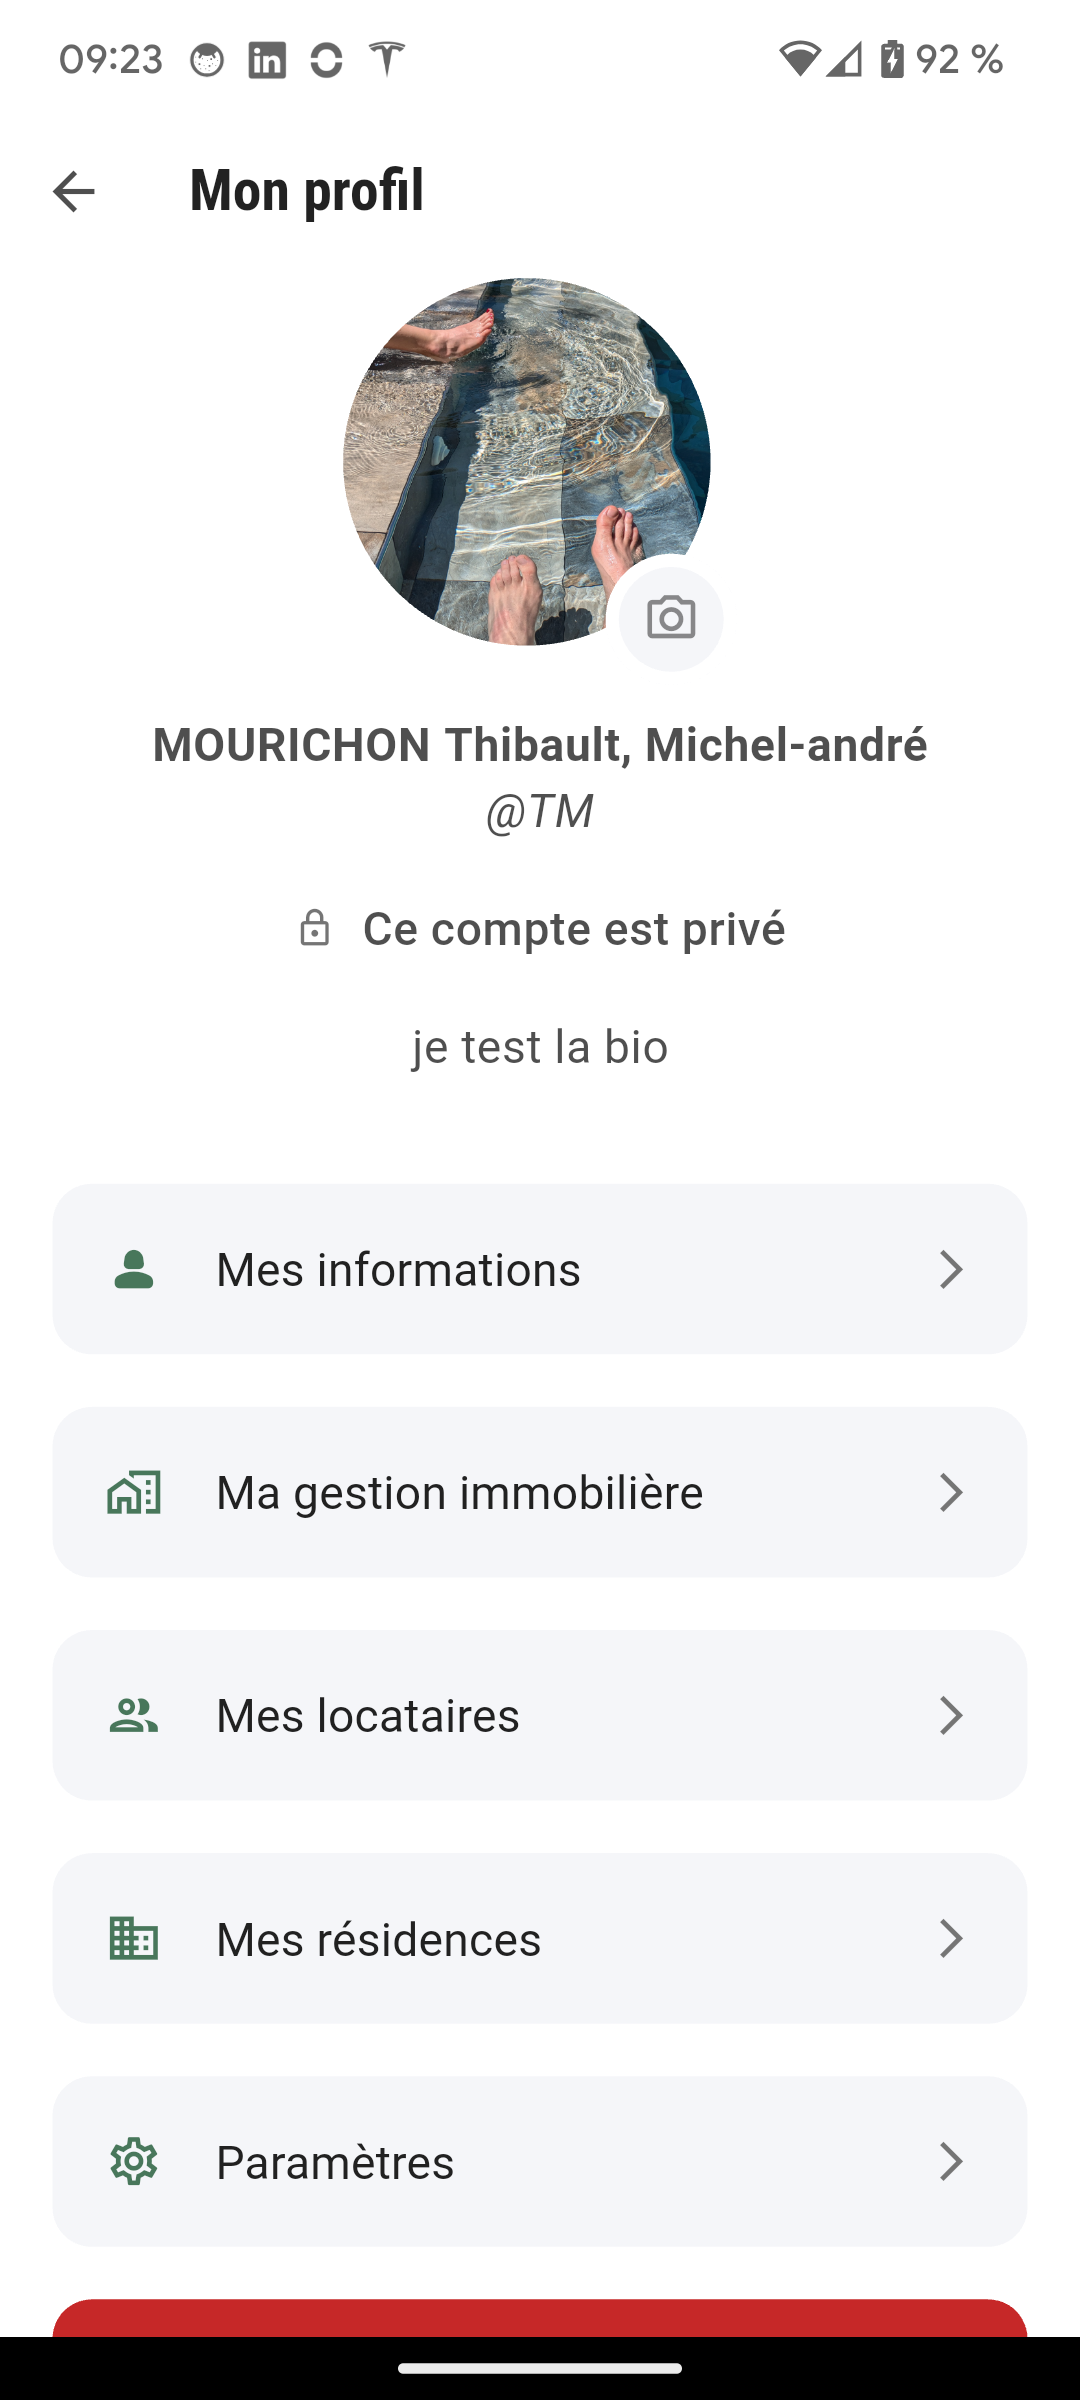 09:23
92 %
Mon profil
MOURICHON Thibault, Michel-andré
@TM
Ce compte est privé
je test la bio
Mes informations
Ma gestion immobilière
Mes locataires
Mes résidences
Paramètres